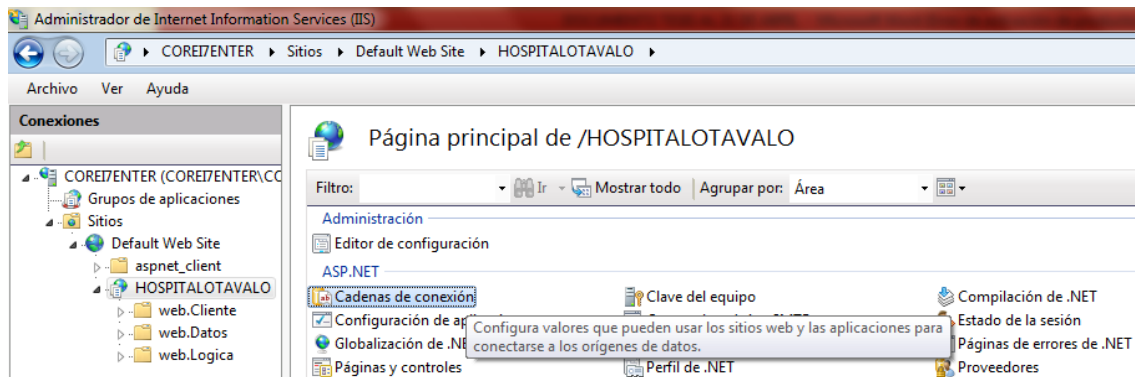 Administrador de Internet Information Services (IIS)
COREI7ENTER Sitios Default Web Site HOSPITALOTAVALO
Archivo Ver Ayuda
Conexiones
COREI7ENTER (COREI7ENTER\CC
Grupos de aplicaciones
Sitios
Default Web Site
aspnet_client
HOSPITALOTAVALO
web.Cliente
web.Datos
web.Logica
Página principal de /HOSPITALOTAVALO
Filtro: Ir Mostrar todo Agrupar por: Área
Administración
Editor de configuración
ASP.NET
Cadenas de conexión Clave del equipo Compilación de .NET
Configuración de Estado de la sesión
Configura valores que pueden usar los sitios web y las aplicaciones para
conectarse a los orígenes de datos.
Globalización de .NE Páginas de errores de .NET
Páginas y controles Perfil de .NET Proveedores